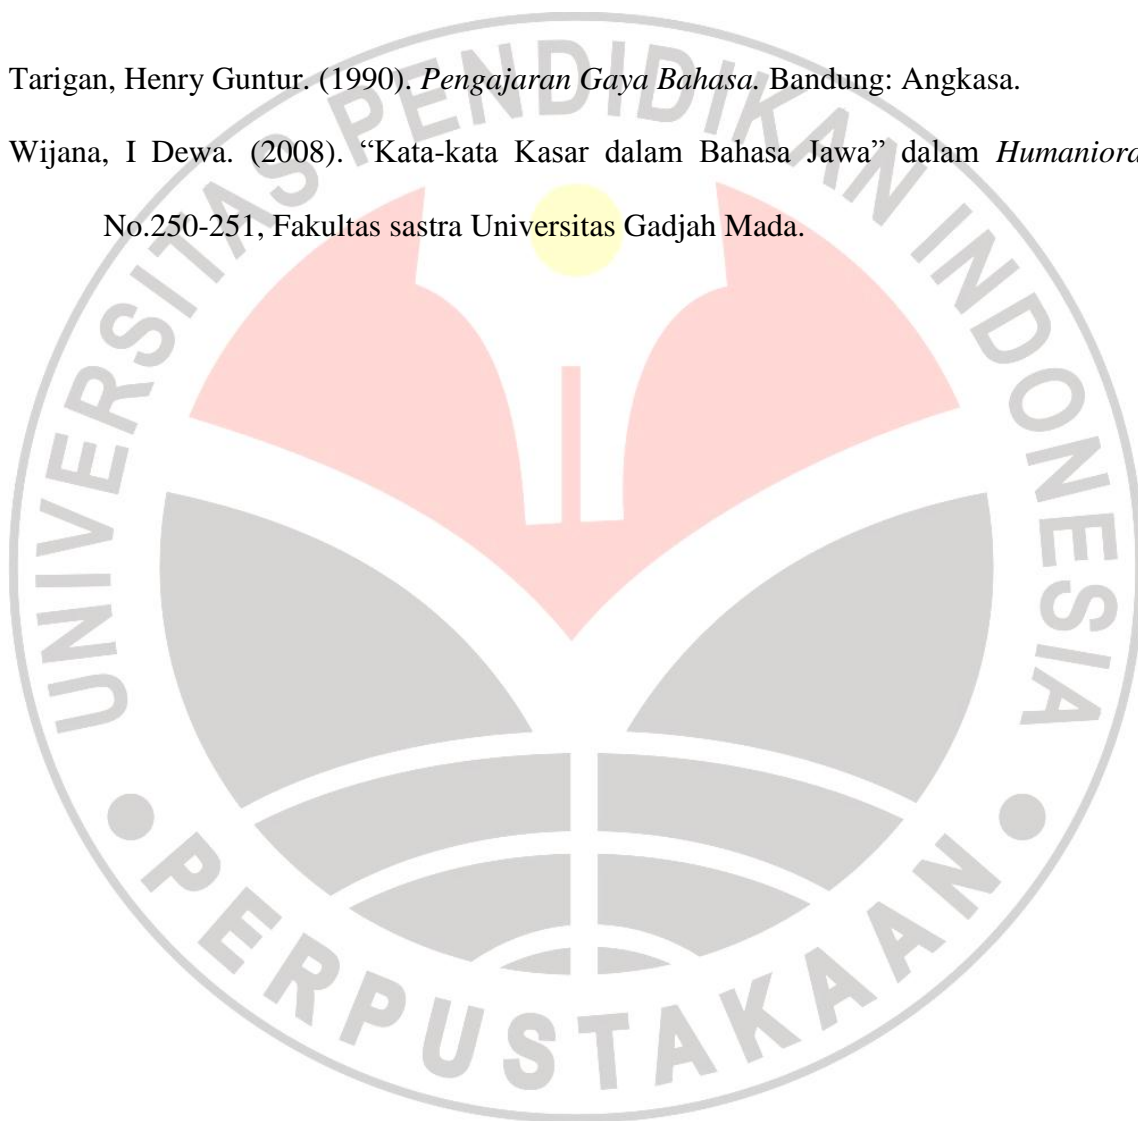 Tarigan, Henry Guntur. (1990). Pengajaran Gaya Bahasa. Bandung: Angkasa.
Wijana, I Dewa. (2008). “Kata-kata Kasar dalam Bahasa Jawa” dalam Humaniora
No.250-251, Fakultas sastra Universitas Gadjah Mada.
UNIVERSITAS PENDIDIKAN INDONESIA
PERPUSTAKAAN